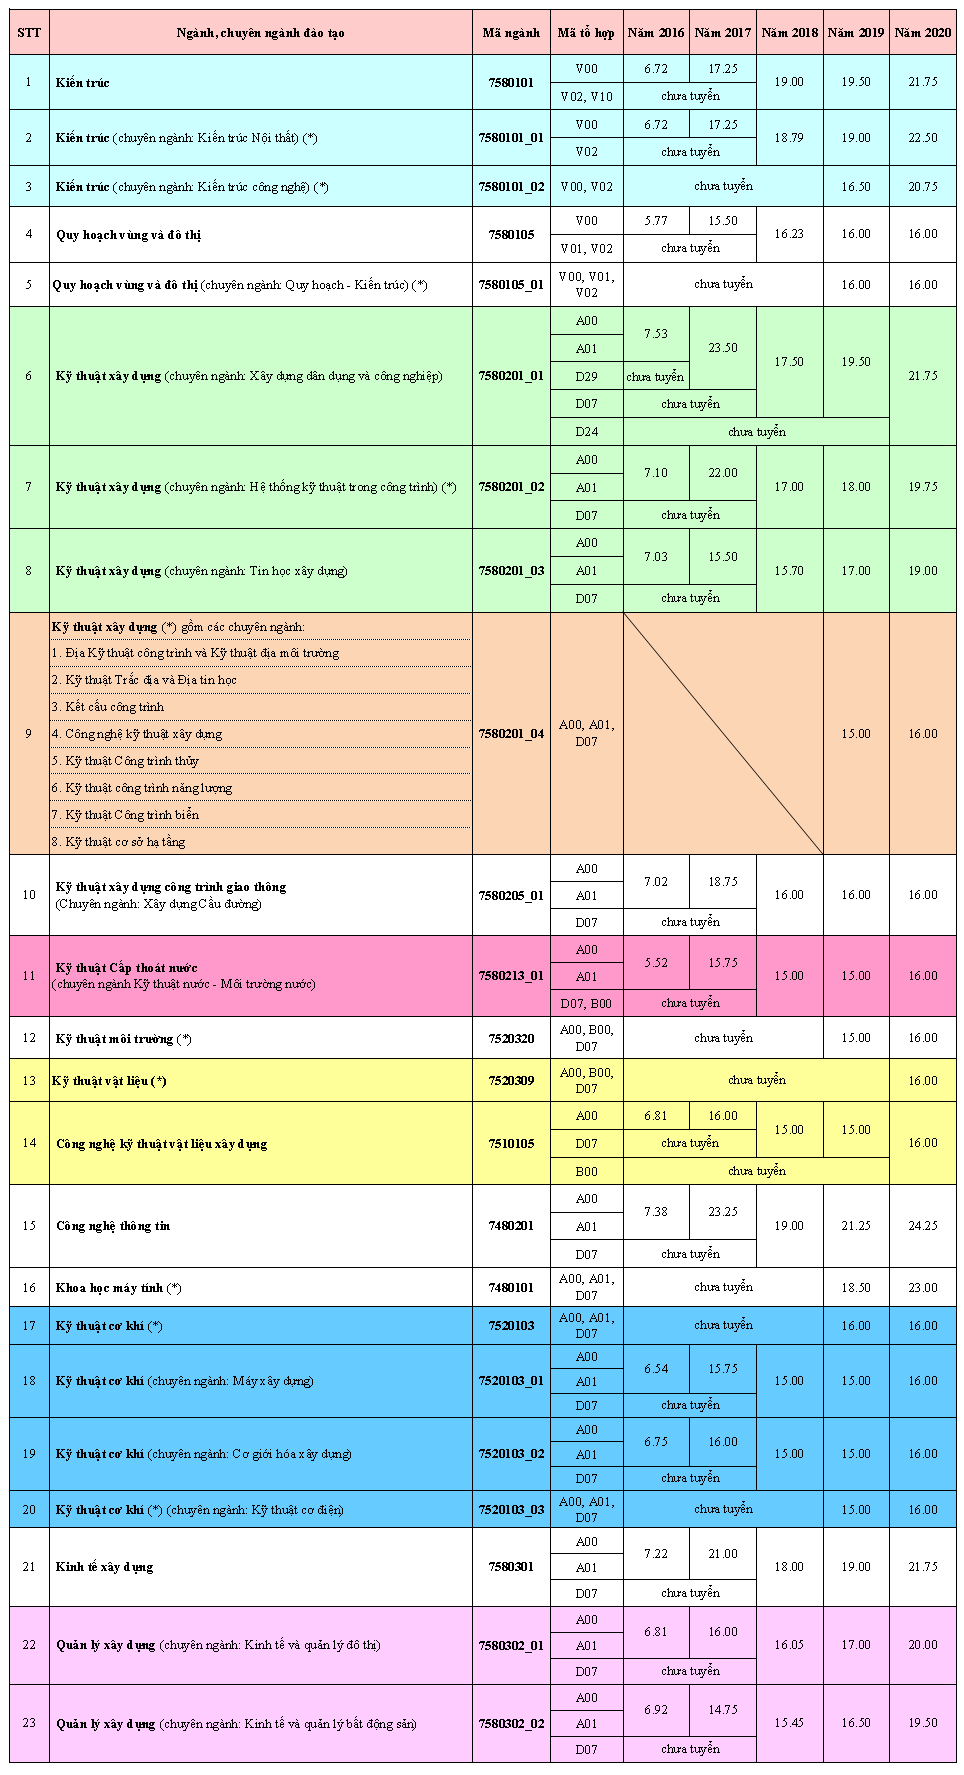 STT Ngành, chuyên ngành đào tạo Mã ngành Mã tổ hợp Năm 2016 Năm 2017 Năm 2018 Năm 2019 Năm 2020
1 Kiến trúc 7580101 V00 6.72 17.25 19.00 19.50 21.75
V02, V10 chưa tuyển
2 Kiến trúc (chuyên ngành: Kiến trúc Nội thất) (*) 7580101_01 V00 6.72 17.25 18.79 19.00 22.50
V02 chưa tuyển
3 Kiến trúc (chuyên ngành: Kiến trúc công nghệ) (*) 7580101_02 V00, V02 chưa tuyển 16.50 20.75
4 Quy hoạch vùng và đô thị 7580105 V00 5.77 15.50 16.23 16.00 16.00
V01, V02 chưa tuyển
5 Quy hoạch vùng và đô thị (chuyên ngành: Quy hoạch - Kiến trúc) (*) 7580105_01 V00, V01, chưa tuyển 16.00 16.00
V02
A00
6 Kỹ thuật xây dựng (chuyên ngành: Xây dựng dân dụng và công nghiệp) 7580201_01 A01 7.53 23.50 17.50 19.50 21.75
D29 chưa tuyển
D07 chưa tuyển
D24 chưa tuyển
7 Kỹ thuật xây dựng (chuyên ngành: Hệ thống kỹ thuật trong công trình) (*) 7580201_02 A00 7.10 22.00 17.00 18.00 19.75
A01
D07 chưa tuyển
8 Kỹ thuật xây dựng (chuyên ngành: Tin học xây dựng) 7580201_03 A00 7.03 15.50 15.70 17.00 19.00
A01
D07 chưa tuyển
Kỹ thuật xây dựng (*) gồm các chuyên ngành:
1. Địa Kỹ thuật công trình và Kỹ thuật địa môi trường
2. Kỹ thuật Trắc địa và Địa tin học
3. Kết cấu công trình
9 4. Công nghệ kỹ thuật xây dựng 7580201_04 A00, A01, D07 15.00 16.00
5. Kỹ thuật Công trình thủy
6. Kỹ thuật công trình năng lượng
7. Kỹ thuật Công trình biển
8. Kỹ thuật cơ sở hạ tầng
10 Kỹ thuật xây dựng công trình giao thông 7580205_01 A00 7.02 18.75 16.00 16.00 16.00
(Chuyên ngành: Xây dựng Cầu đường) A01
D07 chưa tuyển
11 Kỹ thuật Cấp thoát nước 7580213_01 A00 5.52 15.75 15.00 15.00 16.00
(chuyên ngành Kỹ thuật nước - Môi trường nước) A01
D07, B00 chưa tuyển
12 Kỹ thuật môi trường (*) 7520320 A00, B00, chưa tuyển 15.00 16.00
D07
13 Kỹ thuật vật liệu (*) 7520309 A00, B00, chưa tuyển 16.00
D07
14 Công nghệ kỹ thuật vật liệu xây dựng 7510105 A00 6.81 16.00 15.00 15.00 16.00
D07 chưa tuyển
B00 chưa tuyển
15 Công nghệ thông tin 7480201 A00 7.38 23.25 19.00 21.25 24.25
A01
D07 chưa tuyển
16 Khoa học máy tính (*) 7480101 A00, A01, chưa tuyển 18.50 23.00
D07
17 Kỹ thuật cơ khí (*) 7520103 A00, A01, chưa tuyển 16.00 16.00
D07
18 Kỹ thuật cơ khí (chuyên ngành: Máy xây dựng) 7520103_01 A00 6.54 15.75 15.00 15.00 16.00
A01
D07 chưa tuyển
19 Kỹ thuật cơ khí (chuyên ngành: Cơ giới hóa xây dựng) 7520103_02 A00 6.75 16.00 15.00 15.00 16.00
A01
D07 chưa tuyển
20 Kỹ thuật cơ khí (*) (chuyên ngành: Kỹ thuật cơ điện) 7520103_03 A00, A01, chưa tuyển 15.00 16.00
D07
21 Kinh tế xây dựng 7580301 A00 7.22 21.00 18.00 19.00 21.75
A01
D07 chưa tuyển
22 Quản lý xây dựng (chuyên ngành: Kinh tế và quản lý đô thị) 7580302_01 A00 6.81 16.00 16.05 17.00 20.00
A01
D07 chưa tuyển
23 Quản lý xây dựng (chuyên ngành: Kinh tế và quản lý bất động sản) 7580302_02 A00 6.92 14.75 15.45 16.50 19.50
A01
D07 chưa tuyển